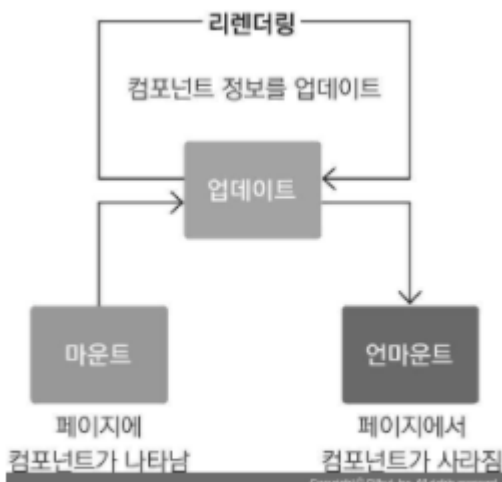 리렌더링
컴포넌트 정보를 업데이트
업데이트
마운트
언마운트
페이지에
컴포넌트가 나타남
페이지에서
컴포넌트가 사라짐